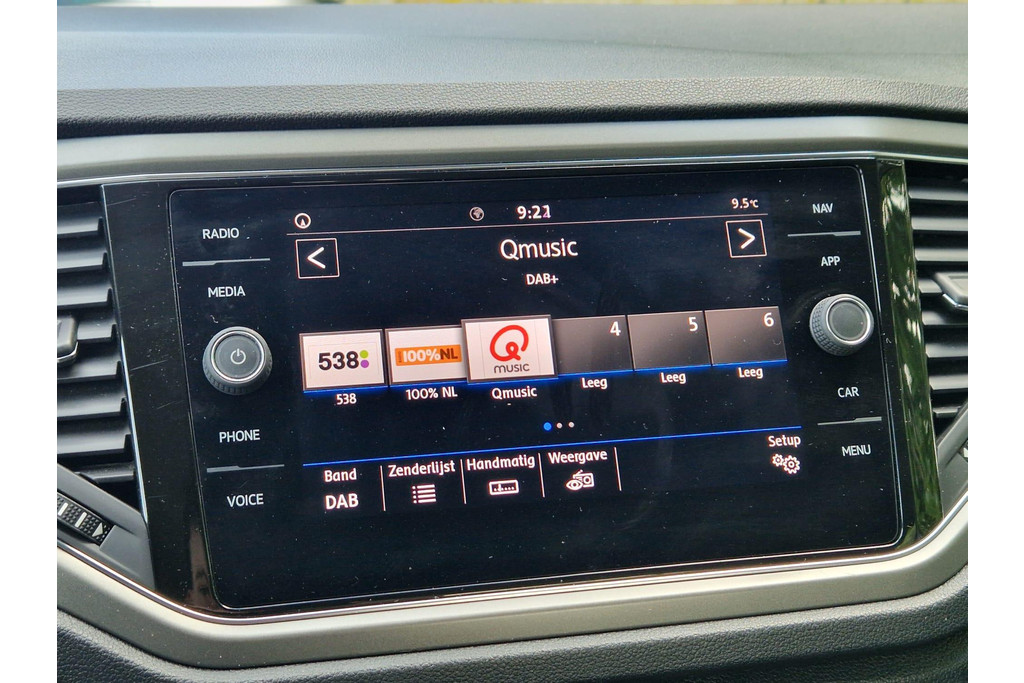 9:21
9.5°C
NAV
RADIO
<
Qmusic
>
APP
MEDIA
DAB+
538
100%NL
Q
MUSIC
4
5
6
538
100% NL
Qmusic
Leeg
Leeg
Leeg
CAR
PHONE
Setup
MENU
Band
Zenderlijst
Handmatig
Weergave
DAB
VOICE